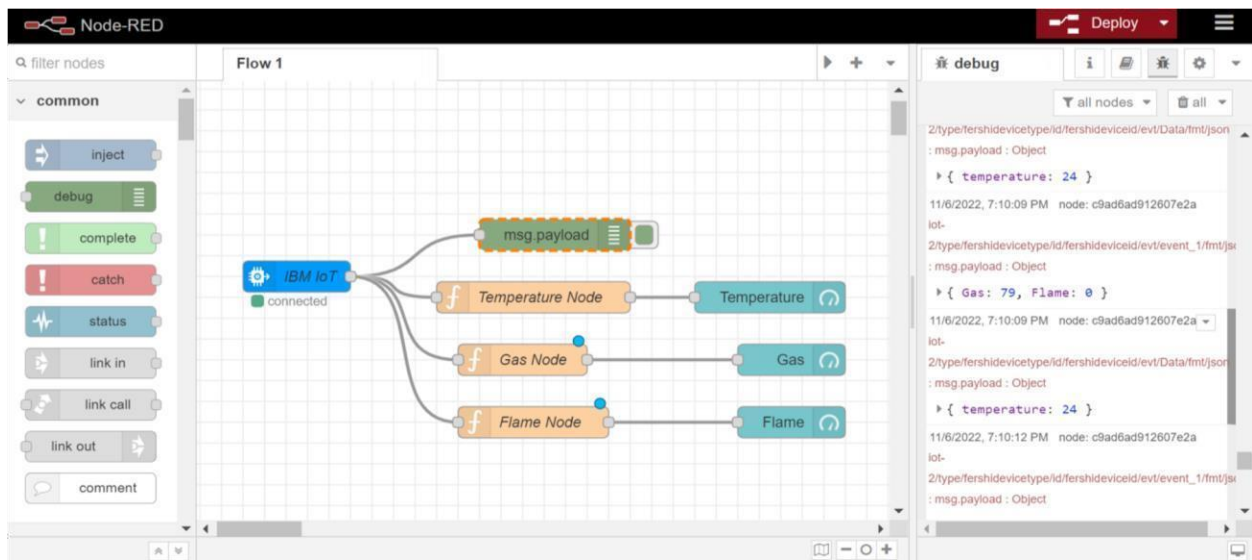 Node-RED
Deploy
filter nodes
Flow 1
debug
i
all nodes
all
common
inject
debug
complete
catch
status
link in
link call
link out
comment
msg.payload
IBM IoT
connected
Temperature Node
Temperature
Gas Node
Gas
Flame Node
Flame
2/type/fershidevicetype/id/fershideviceid/evt/Data/fmt/json
: msg.payload : Object
{ temperature: 24 }
11/6/2022, 7:10:09 PM node: c9ad6ad912607e2a
iot-
2/type/fershidevicetype/id/fershideviceid/evt/event_1/fmt/js
: msg.payload : Object
{ Gas: 79, Flame: 0 }
11/6/2022, 7:10:09 PM node: c9ad6ad912607e2a
iot-
2/type/fershidevicetype/id/fershideviceid/evt/Data/fmt/json
: msg.payload : Object
{ temperature: 24 }
11/6/2022, 7:10:12 PM node: c9ad6ad912607e2a
iot-
2/type/fershidevicetype/id/fershideviceid/evt/event_1/fmt/js
: msg.payload : Object